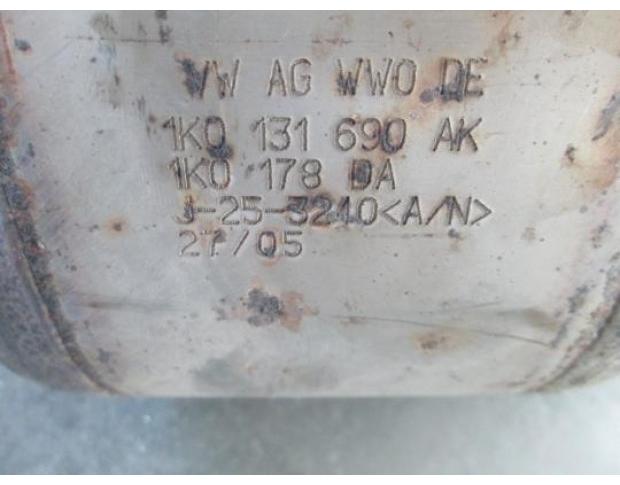 VW AG WWO DE
1K0 131 690 AK
1K0 178 DA
J-25-3240<A/N>
27/05